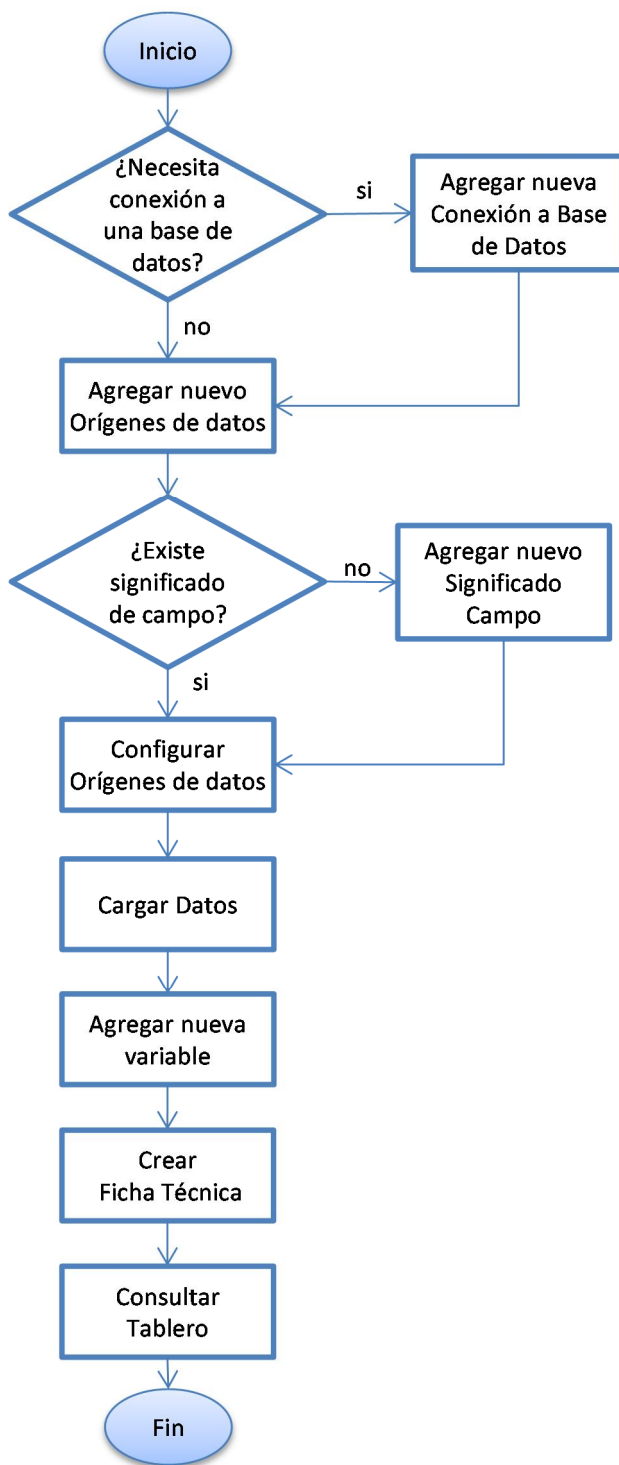 Inicio
¿Necesita
conexión a
una base de
datos?
si
Agregar nueva
Conexión a Base
de Datos
no
Agregar nuevo
Orígenes de datos
¿Existe
significado
de campo?
no
Agregar nuevo
Significado
Campo
si
Configurar
Orígenes de datos
Cargar Datos
Agregar nueva
variable
Crear
Ficha Técnica
Consultar
Tablero
Fin